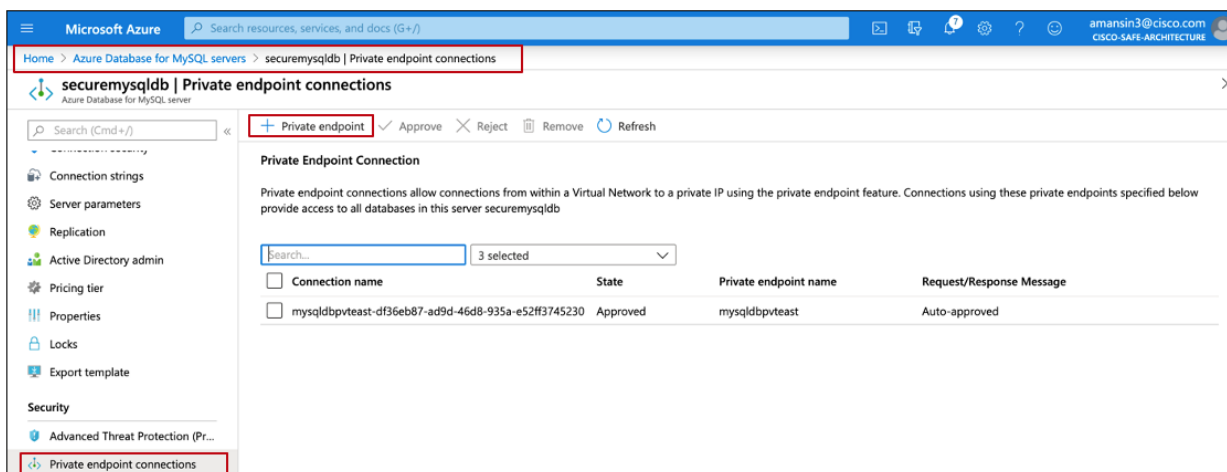 Microsoft Azure
Search resources, services, and docs (G+/)
7
amansin3@cisco.com
CISCO-SAFE-ARCHITECTURE
Home > Azure Database for MySQL servers > securemysqldb | Private endpoint connections
securemysqldb | Private endpoint connections
Azure Database for MySQL server
Search (Cmd+/)
«
+ Private endpoint
Approve
Reject
Remove
Refresh
Connection strings
Server parameters
Replication
Active Directory admin
Pricing tier
Properties
Locks
Export template
Security
Advanced Threat Protection (Pr...
Private endpoint connections
Private Endpoint Connection
Private endpoint connections allow connections from within a Virtual Network to a private IP using the private endpoint feature. Connections using these private endpoints specified below
provide access to all databases in this server securemysqldb
Search...
3 selected
Connection name State Private endpoint name Request/Response Message
mysqldbpvteast-df36eb87-ad9d-46d8-935a-e52ff3745230 Approved mysqldbpvteast Auto-approved